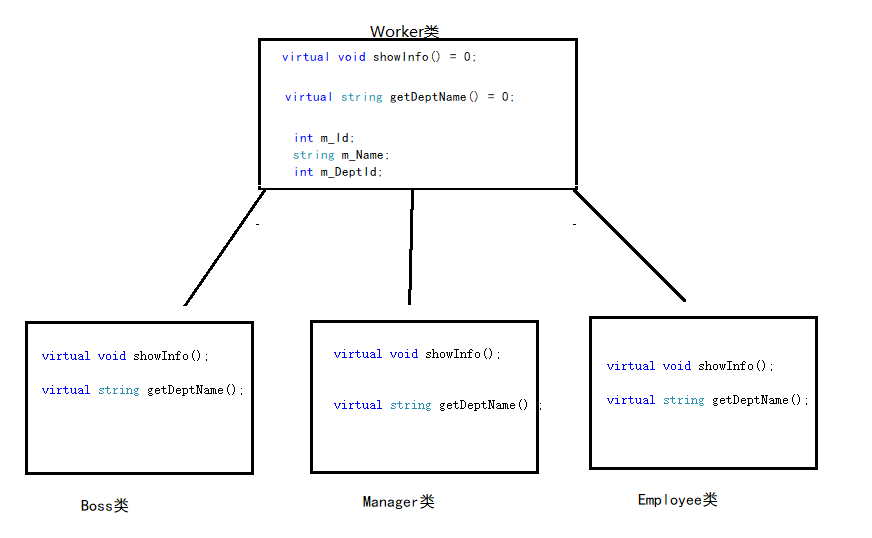 Worker类
virtual void showInfo() = 0;
virtual string getDeptName() = 0;
int m_Id;
string m_Name;
int m_DeptId;
virtual void showInfo();
virtual string getDeptName();
Boss类
virtual void showInfo();
virtual string getDeptName() ;
Manager类
virtual void showInfo();
virtual string getDeptName();
Employee类